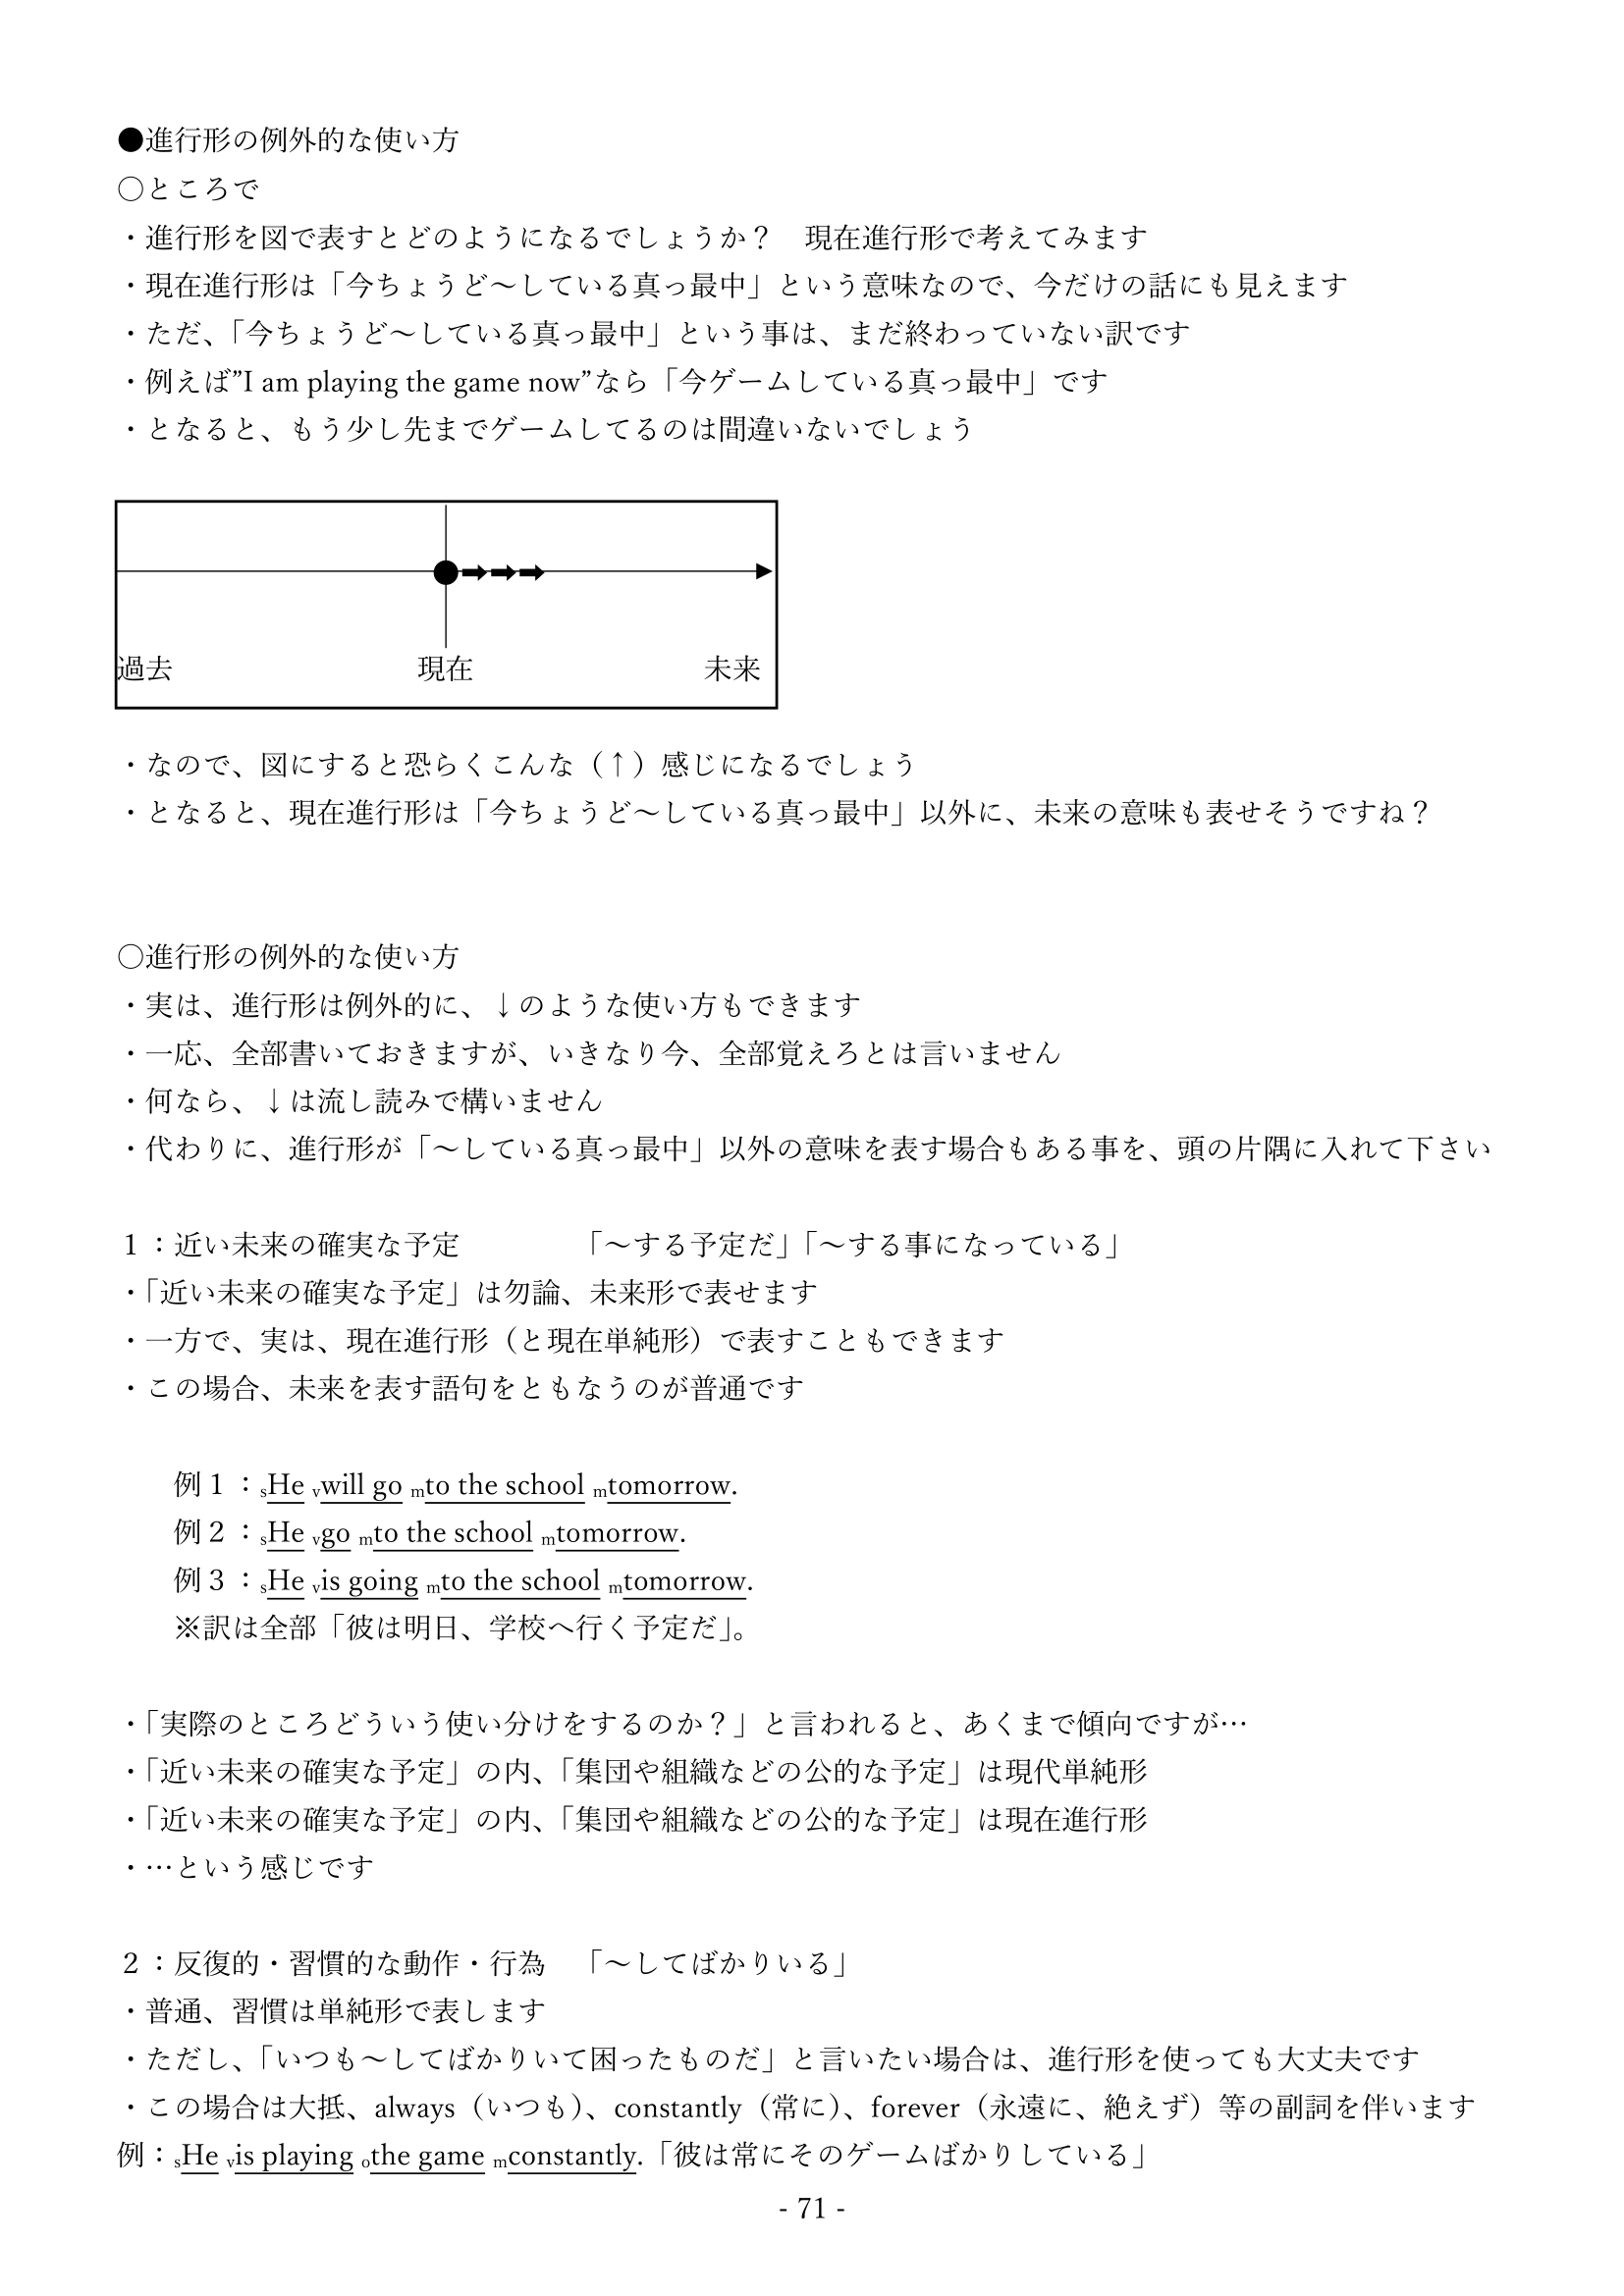 ●進行形の例外的な使い方
○ところで
・進行形を図で表すとどのようになるでしょうか？　現在進行形で考えてみます
・現在進行形は「今ちょうど～している真っ最中」という意味なので、今だけの話にも見えます
・ただ、「今ちょうど～している真っ最中」という事は、まだ終わっていない訳です
・例えば”I am playing the game now”なら「今ゲームしている真っ最中」です
・となると、もう少し先までゲームしてるのは間違いないでしょう
過去　現在　未来
・なので、図にすると恐らくこんな（↑）感じになるでしょう
・となると、現在進行形は「今ちょうど～している真っ最中」以外に、未来の意味も表せそうですね？
○進行形の例外的な使い方
・実は、進行形は例外的に、↓のような使い方もできます
・一応、全部書いておきますが、いきなり今、全部覚えろとは言いません
・何なら、↓は流し読みで構いません
・代わりに、進行形が「～している真っ最中」以外の意味を表す場合もある事を、頭の片隅に入れて下さい
１：近い未来の確実な予定　「～する予定だ」「～する事になっている」
・「近い未来の確実な予定」は勿論、未来形で表せます
・一方で、実は、現在進行形（と現在単純形）で表すこともできます
・この場合、未来を表す語句をともなうのが普通です
例１：sHe vwill go mto the school mtomorrow.
例２：sHe vgo mto the school mtomorrow.
例３：sHe vis going mto the school mtomorrow.
※訳は全部「彼は明日、学校へ行く予定だ」。
・「実際のところどういう使い分けをするのか？」と言われると、あくまで傾向ですが…
・「近い未来の確実な予定」の内、「集団や組織などの公的な予定」は現代単純形
・「近い未来の確実な予定」の内、「集団や組織などの公的な予定」は現在進行形
・…という感じです
２：反復的・習慣的な動作・行為　「～してばかりいる」
・普通、習慣は単純形で表します
・ただし、「いつも～してばかりいて困ったものだ」と言いたい場合は、進行形を使っても大丈夫です
・この場合は大抵、always（いつも）、constantly（常に）、forever（永遠に、絶えず）等の副詞を伴います
例：sHe vis playing othe game mconstantly.「彼は常にそのゲームばかりしている」
- 71 -